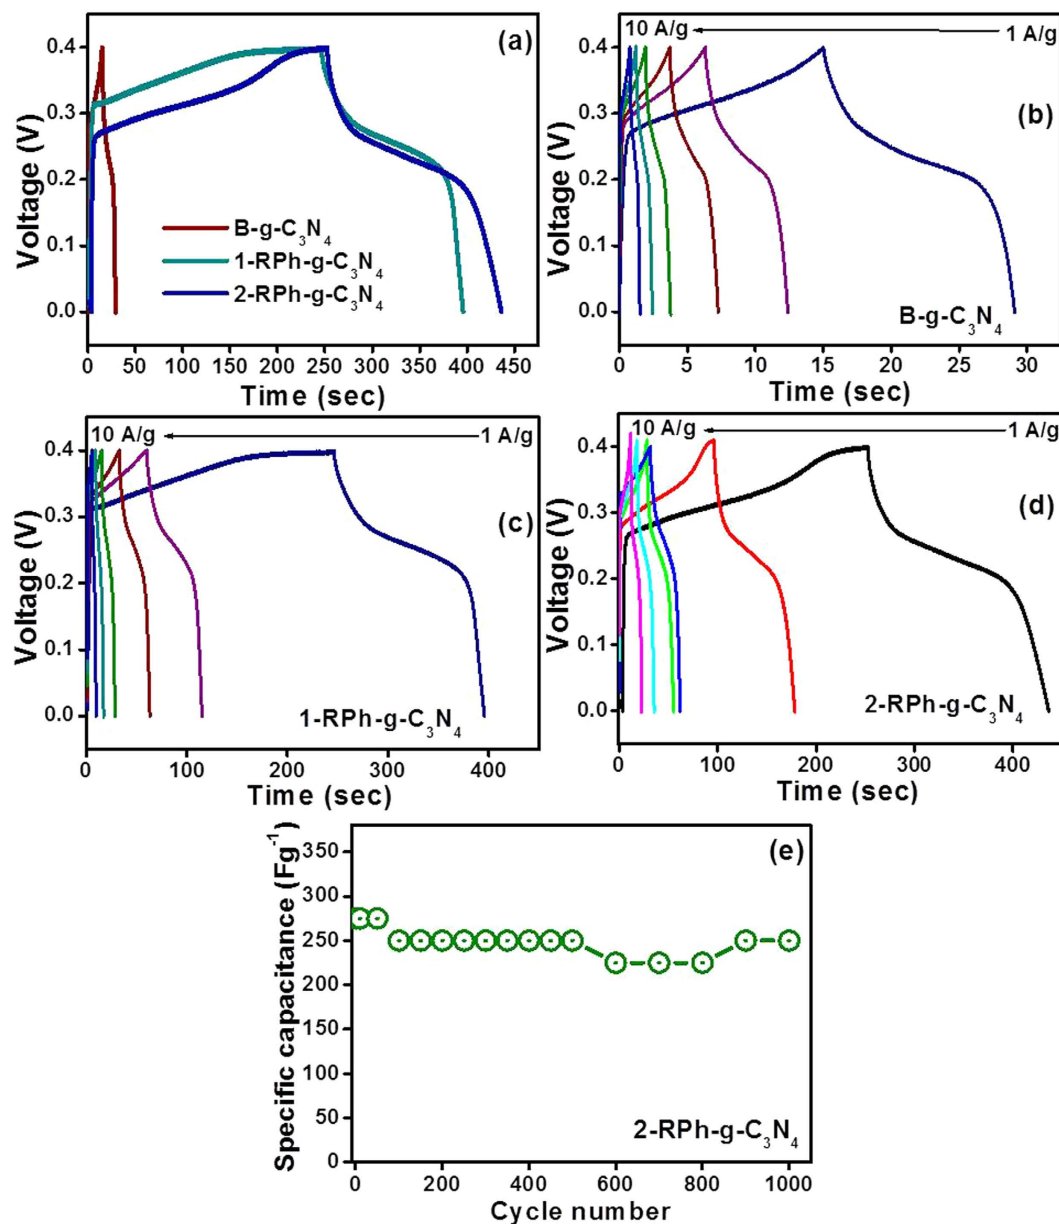 (a)
Voltage (V)
0.4
0.3
0.2
0.1
0.0
B-g-C₃N₄
1-RPh-g-C₃N₄
2-RPh-g-C₃N₄
0 50 100 150 200 250 300 350 400 450
Time (sec)
(b)
10 A/g 1 A/g
Voltage (V)
0.4
0.3
0.2
0.1
0.0
B-g-C₃N₄
0 5 10 15 20 25 30
Time (sec)
10 A/g 1 A/g
(c)
Voltage (V)
0.4
0.3
0.2
0.1
0.0
1-RPh-g-C₃N₄
0 100 200 300 400
Time (sec)
10 A/g 1 A/g
(d)
Voltage (V)
0.4
0.3
0.2
0.1
0.0
2-RPh-g-C₃N₄
0 100 200 300 400
Time (sec)
(e)
Specific capacitance (Fg⁻¹)
350
300
250
200
150
100
50
0
2-RPh-g-C₃N₄
0 200 400 600 800 1000
Cycle number